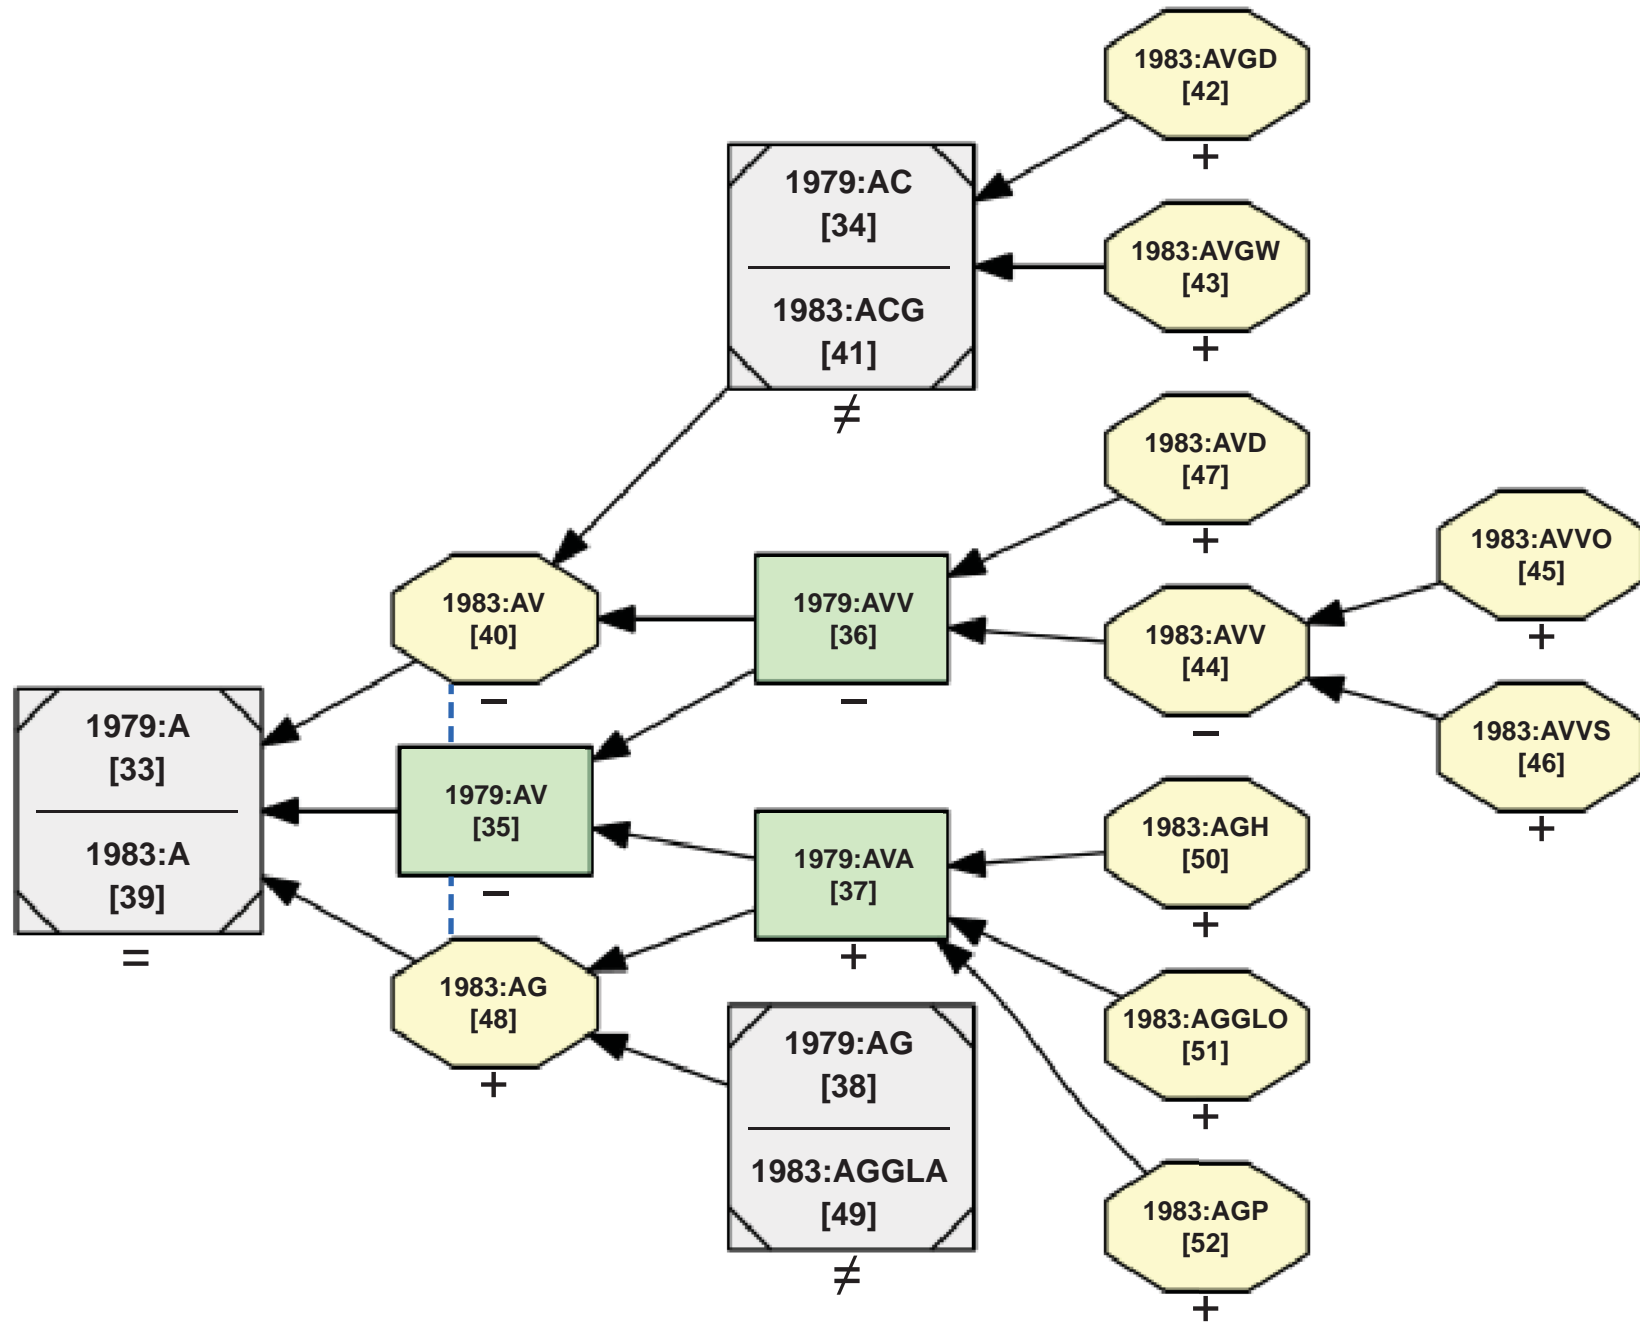 1983:AVGD
[42]
+
1979:AC
[34]
1983:ACG
[41]
≠
1983:AVGW
[43]
+
1983:AVD
[47]
+
1983:AVVO
[45]
+
1983:AV
[40]
−
1979:AVV
[36]
−
1983:AVV
[44]
−
1983:AVVS
[46]
+
1979:A
[33]
1983:A
[39]
=
1979:AV
[35]
−
1979:AVA
[37]
+
1983:AGH
[50]
+
1983:AG
[48]
+
1979:AG
[38]
1983:AGGLA
[49]
≠
1983:AGGLO
[51]
+
1983:AGP
[52]
+